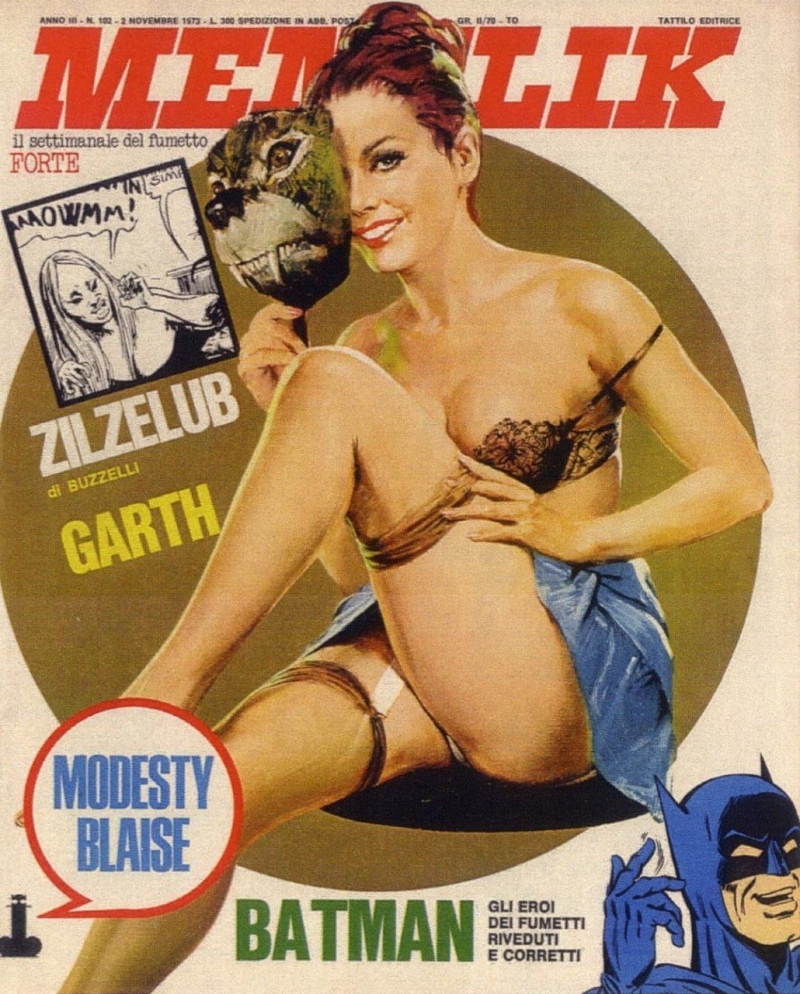 ANNO III - N. 102 - 2 NOVEMBRE 1972 - L. 300 SPEDIZIONE IN ABB. POST. GR. II/70 - TO TATTILO EDITRICE
MENELIK
il settimanale del fumetto
FORTE
MAOWMM!
ZILZELUB
di BUZZELLI
GARTH
MODESTY
BLAISE
BATMAN
GLI EROI
DEI FUMETTI
RIVEDUTI
E CORRETTI